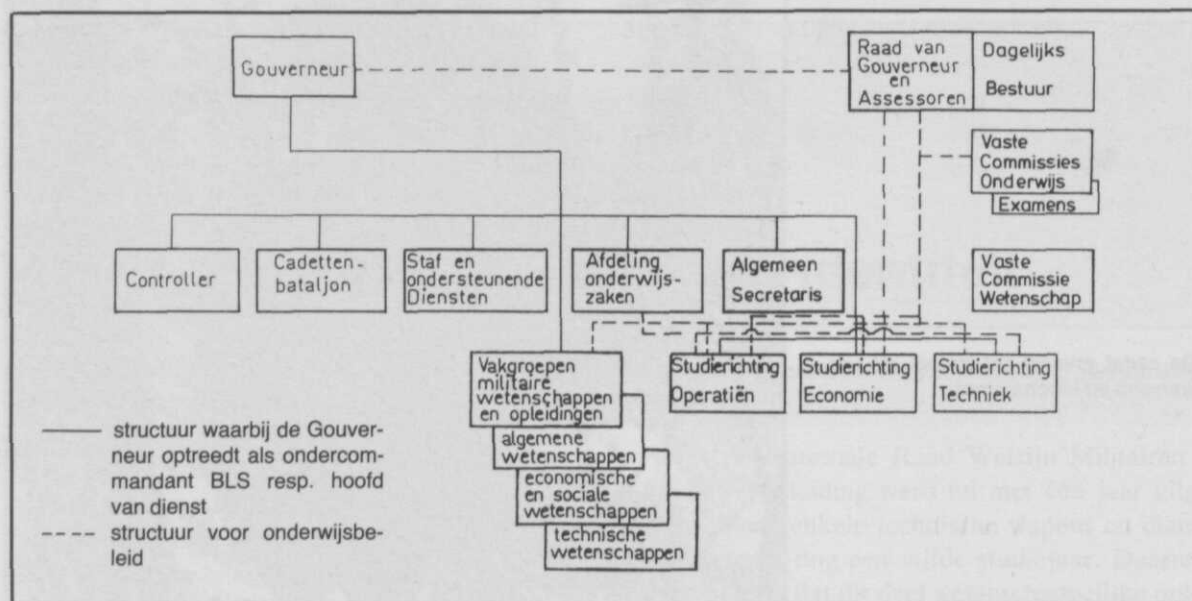 Gouverneur
Raad van
Gouverneur
en
Assessoren
Dagelijks
Bestuur
Vaste
Commissies
Onderwijs
Examens
Controller
Cadetten-
bataljon
Staf en
ondersteunende
Diensten
Afdeling
onderwijs-
zaken
Algemeen
Secretaris
Vaste
Commissie
Wetenschap
Vakgroepen
militaire
wetenschappen
en opleidingen
algemene
wetenschappen
economische
en sociale
wetenschappen
technische
wetenschappen
Studierichting
Operatiën
Studierichting
Economie
Studierichting
Techniek
structuur waarbij de Gouver-
neur optreedt als ondercom-
mandant BLS resp. hoofd
van dienst
structuur voor onderwijsbe-
leid